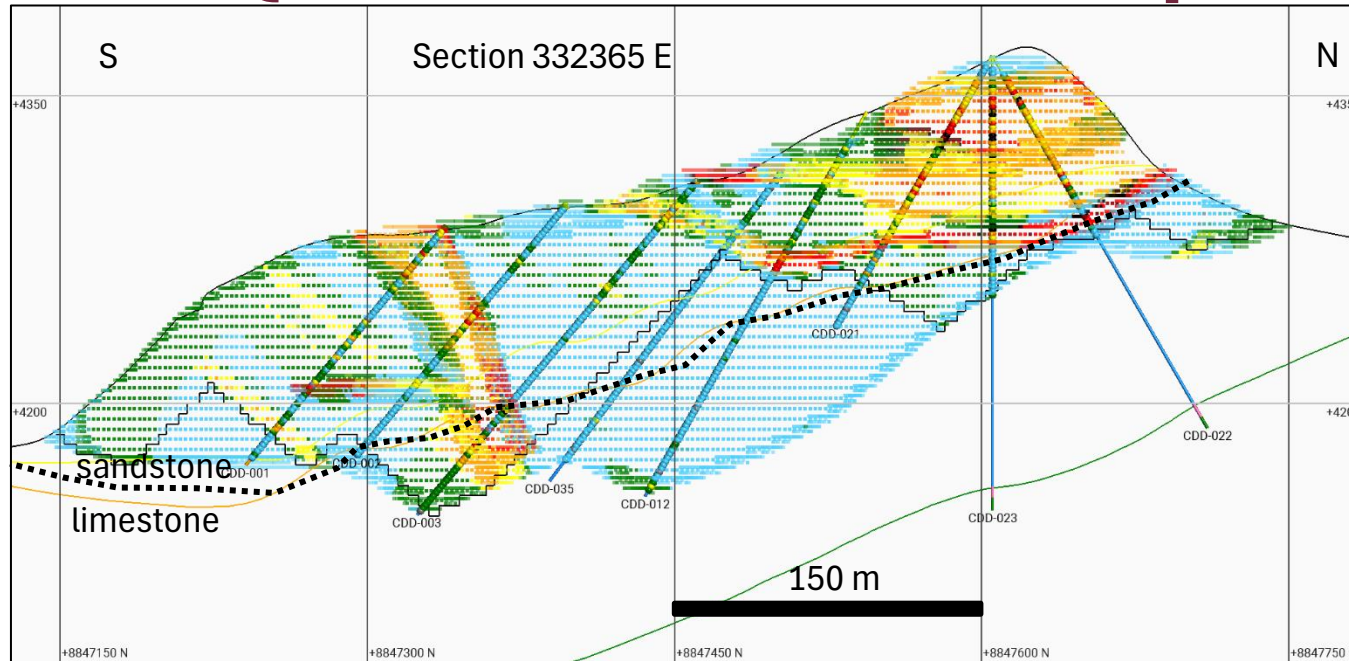 S
Section 332365 E
N
+4350
+435
CDD-021
+4200
+420
CDD-022
sandstone
CDD-001
CDD-002
CDD-035
CDD-012
limestone
CDD-003
CDD-023
150 m
+8847150 N
+8847300 N
+8847450 N
+8847600 N
+8847750